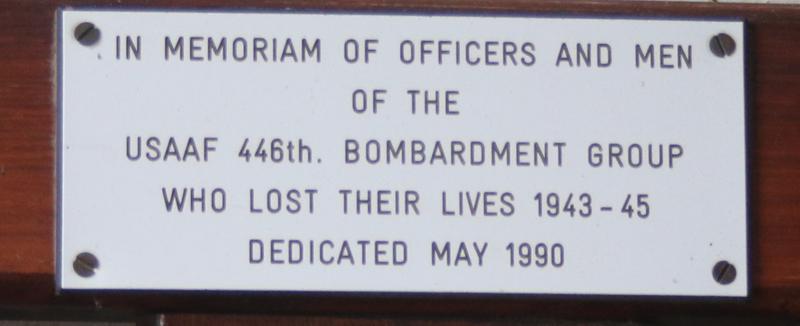 IN MEMORIAM OF OFFICERS AND MEN
OF THE
USAAF 446th. BOMBARDMENT GROUP
WHO LOST THEIR LIVES 1943-45
DEDICATED MAY 1990